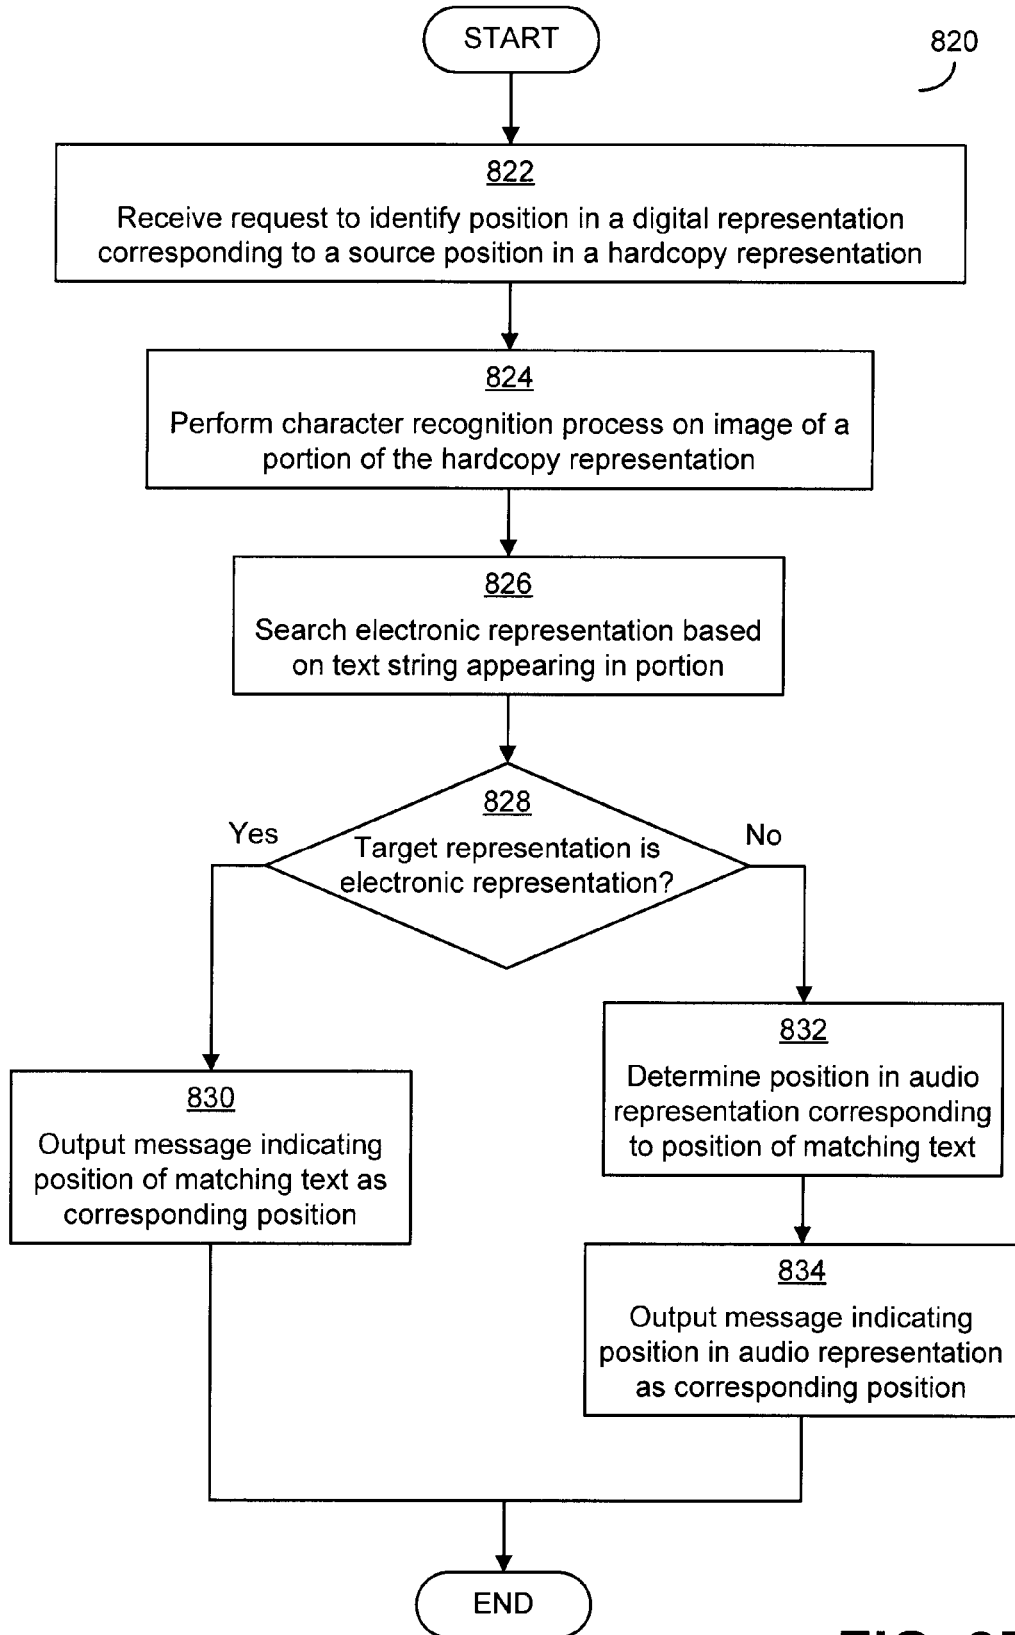 START
820
822
Receive request to identify position in a digital representation
corresponding to a source position in a hardcopy representation
824
Perform character recognition process on image of a
portion of the hardcopy representation
826
Search electronic representation based
on text string appearing in portion
828
Yes
No
Target representation is
electronic representation?
832
Determine position in audio
representation corresponding
to position of matching text
830
Output message indicating
position of matching text as
corresponding position
834
Output message indicating
position in audio representation
as corresponding position
END